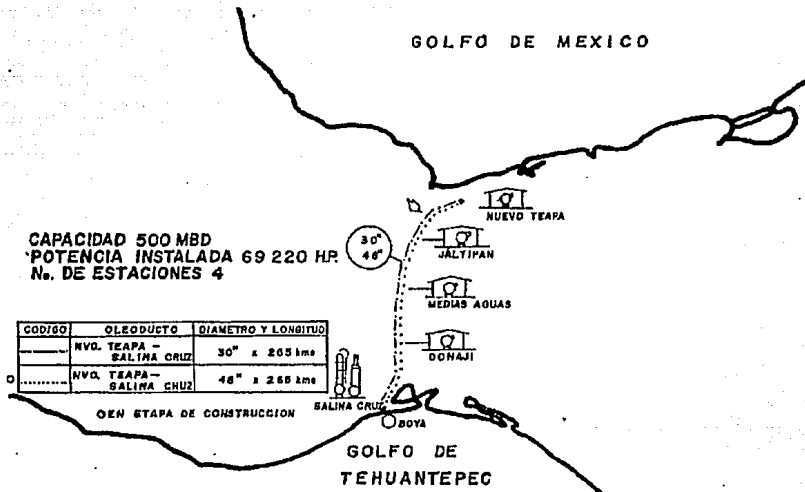 GOLFO DE MEXICO
NUEVO TEAPA
CAPACIDAD 500 MBD
POTENCIA INSTALADA 69 220 HP.
No. DE ESTACIONES 4
30"
48"
JALTIPAN
MEDIAS AGUAS
DONAJI
CODIGO OLEODUCTO DIAMETRO Y LONGITUD
NVO. TEAPA – SALINA CRUZ 30" x 265 kms
NVO. TEAPA – SALINA CRUZ 48" x 265 kms
SALINA CRUZ
OEN ETAPA DE CONSTRUCCION
BOYA
GOLFO DE
TEHUANTEPEC